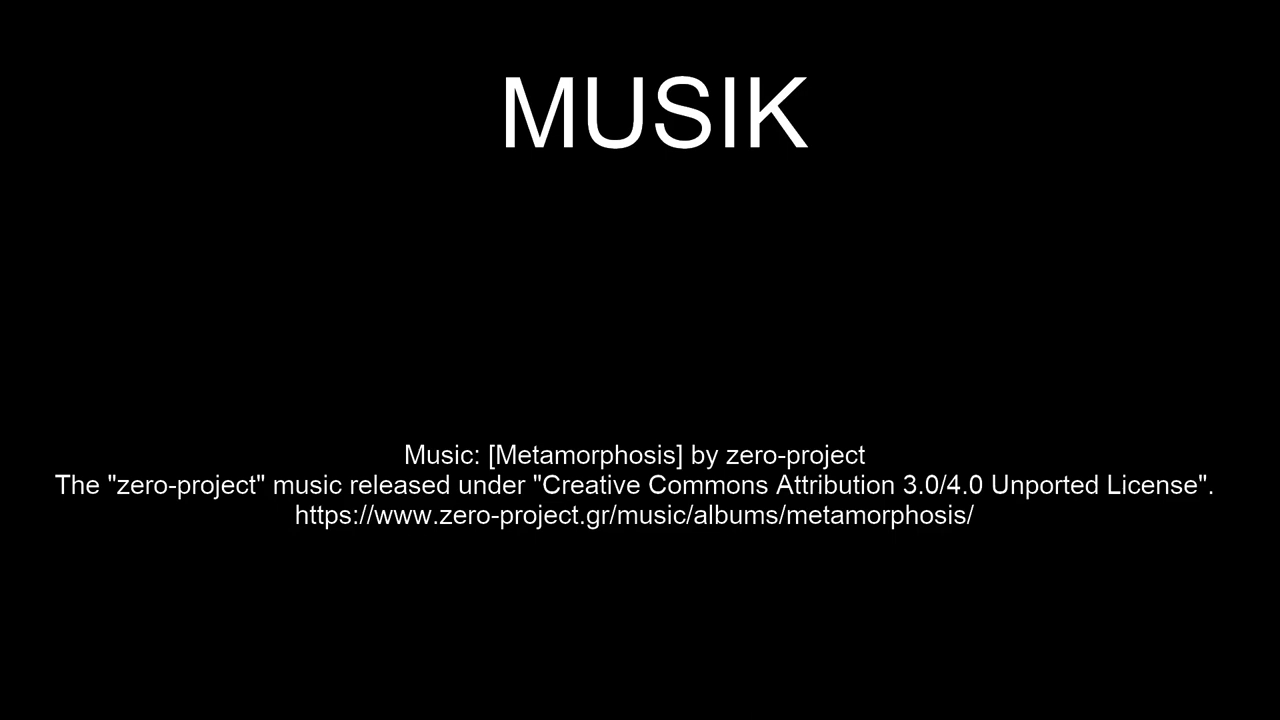 MUSIK
Music: [Metamorphosis] by zero-project
The "zero-project" music released under "Creative Commons Attribution 3.0/4.0 Unported License".
https://www.zero-project.gr/music/albums/metamorphosis/